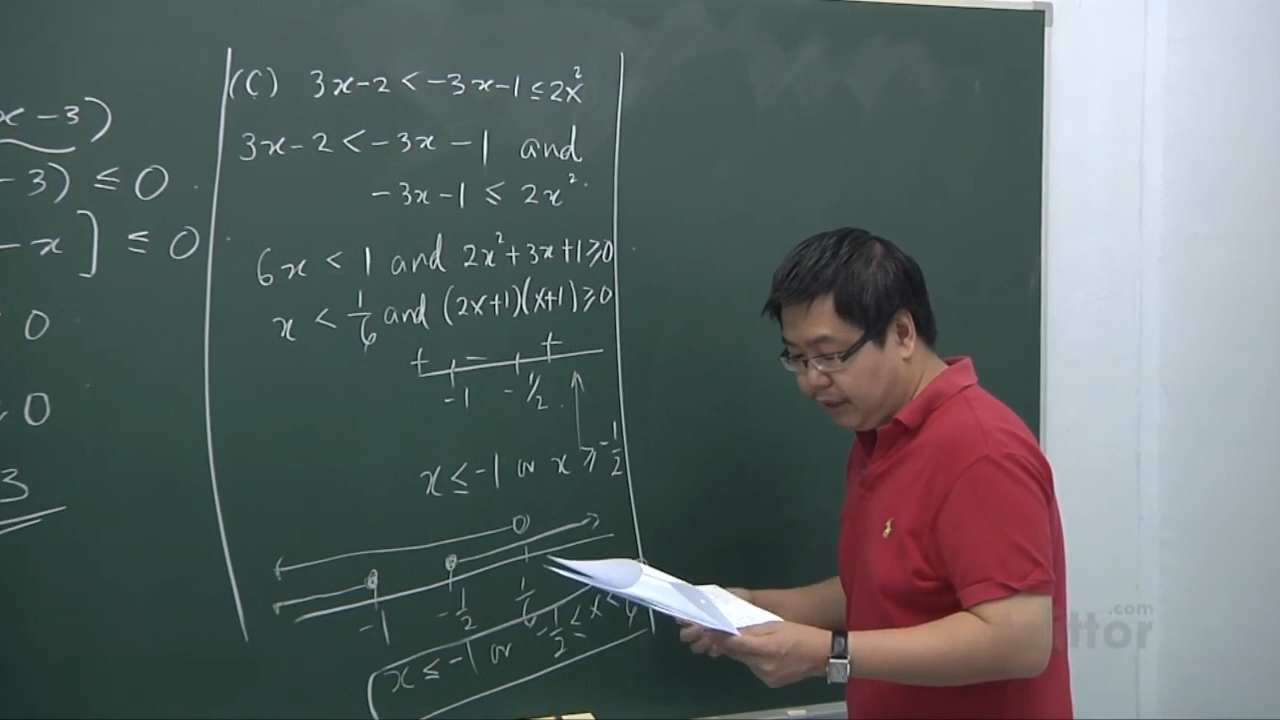 x-3)
-3) ≤ 0
-x] ≤ 0
0
0
3
(C) 3x-2 < -3x-1 ≤ 2x²
3x-2 < -3x-1 and
-3x-1 ≤ 2x²
6x < 1 and 2x²+3x+1 ≥ 0
x < 1/6 and (2x+1)(x+1) ≥ 0
+ - +
-1 -1/2
x ≤ -1 or x ≥ -1/2
-1 -1/2 1/6
x ≤ -1 or -1/2 ≤ x <
.com
ttor